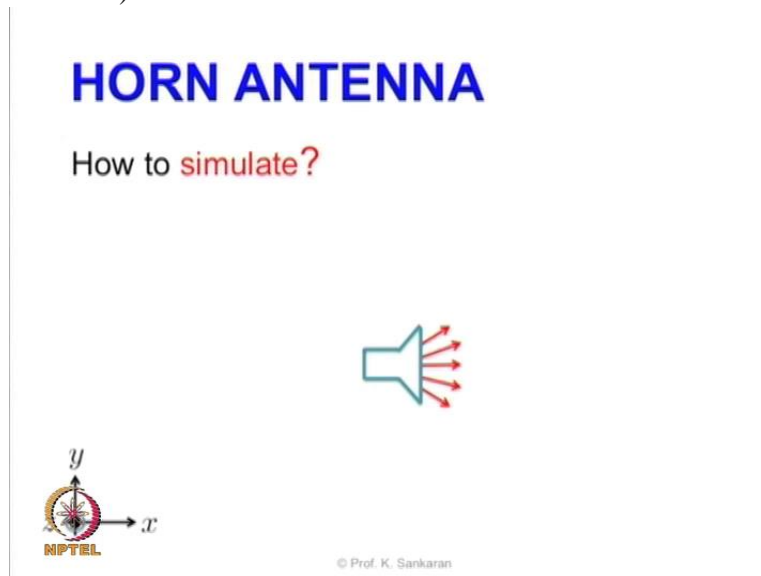 HORN ANTENNA
How to simulate?
y
x
NPTEL
© Prof. K. Sankaran